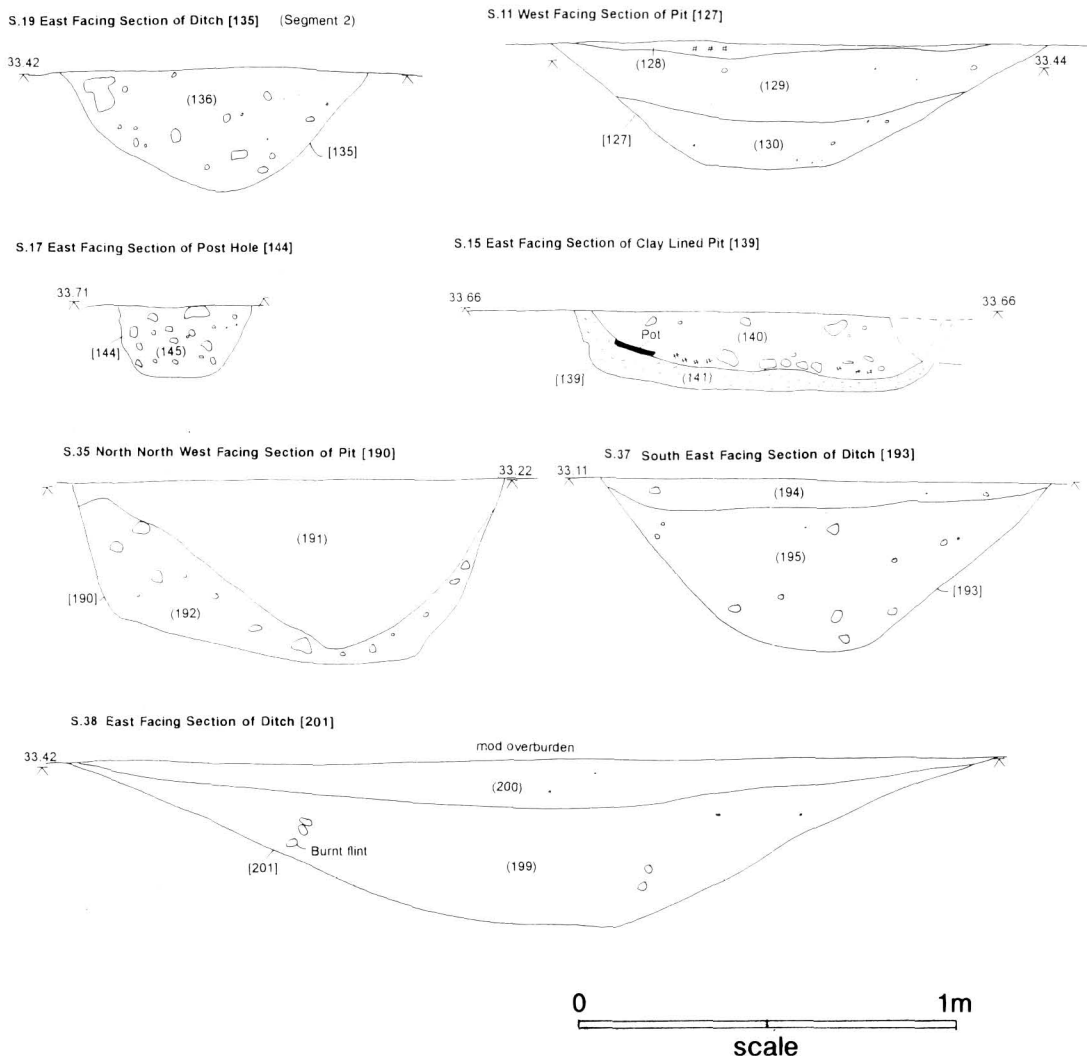 S.19 East Facing Section of Ditch [135] (Segment 2)
33.42
(136)
[135]
S.11 West Facing Section of Pit [127]
(128)
33.44
(129)
[127]
(130)
S.17 East Facing Section of Post Hole [144]
33.71
[144]
(145)
S.15 East Facing Section of Clay Lined Pit [139]
33.66
33.66
Pot
(140)
[139]
(141)
S.35 North North West Facing Section of Pit [190]
33.22
(191)
[190]
(192)
S.37 South East Facing Section of Ditch [193]
33.11
(194)
(195)
[193]
S.38 East Facing Section of Ditch [201]
33.42
mod overburden
(200)
Burnt flint
[201]
(199)
0 1m
scale